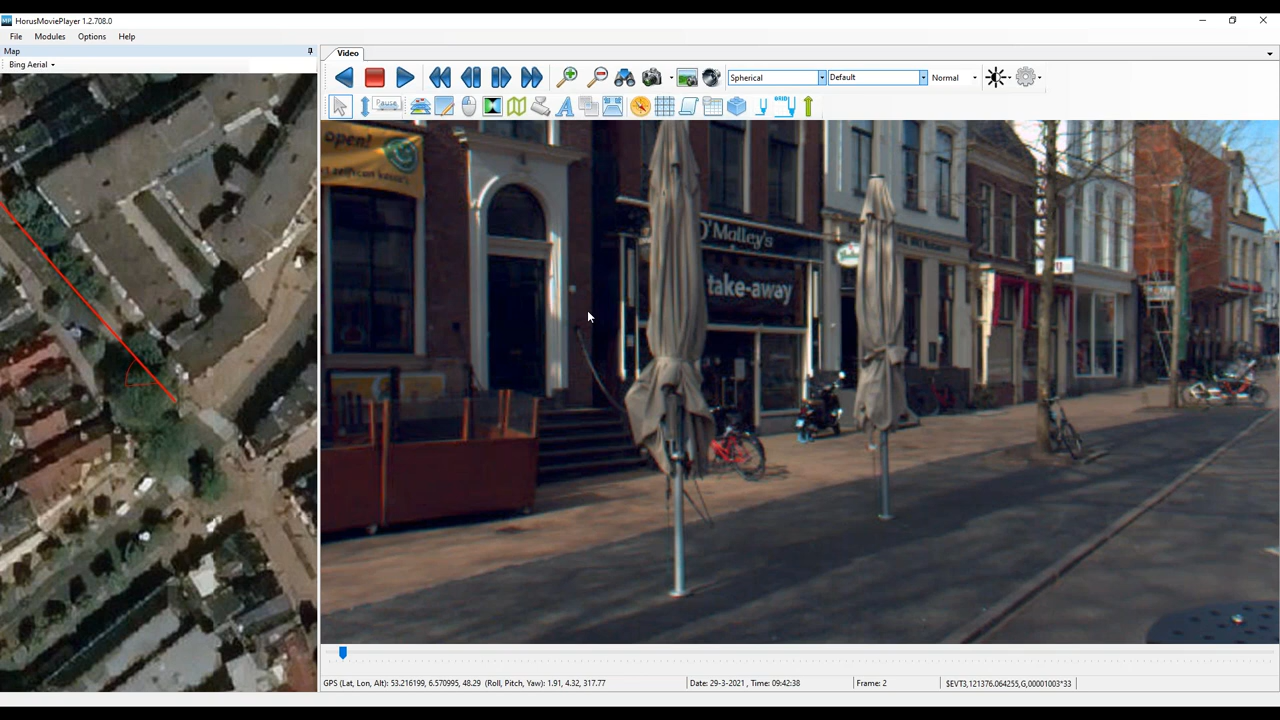 HorusMoviePlayer 1.2.708.0
File Modules Options Help
Map
Bing Aerial
Video
Spherical
Default
Normal
Pause
open!
O'Malley's
take-away
GPS (Lat, Lon, Alt): 53.216199, 6.570995, 48.29 (Roll, Pitch, Yaw): 1.91, 4.32, 317.77
Date: 29-3-2021 , Time: 09:42:38
Frame: 2
$EVT3,121376.064255,G,00001003*33